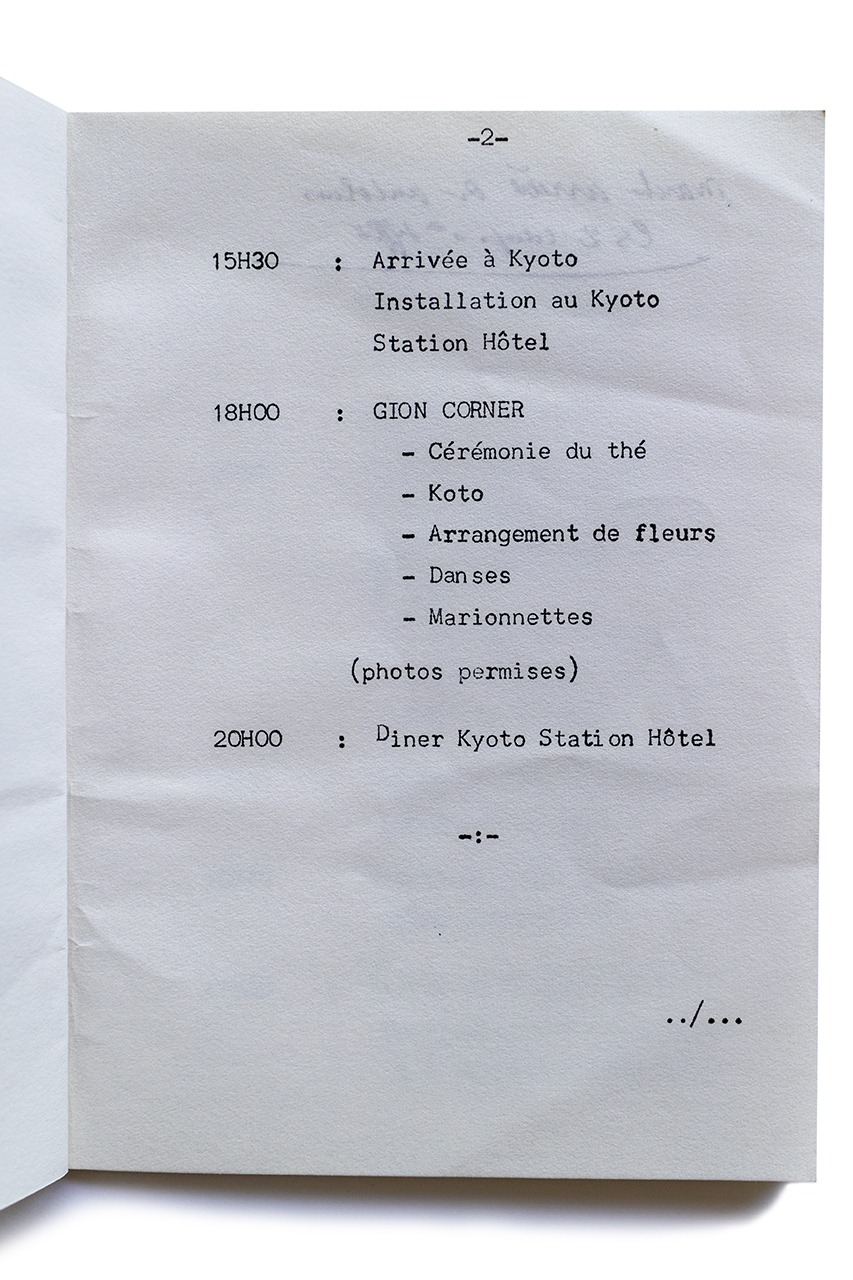 -2-
15H30 : Arrivée à Kyoto
Installation au Kyoto
Station Hôtel
18H00 : GION CORNER
- Cérémonie du thé
- Koto
- Arrangement de fleurs
- Danses
- Marionnettes
(photos permises)
20H00 : Diner Kyoto Station Hôtel
-:-
../...